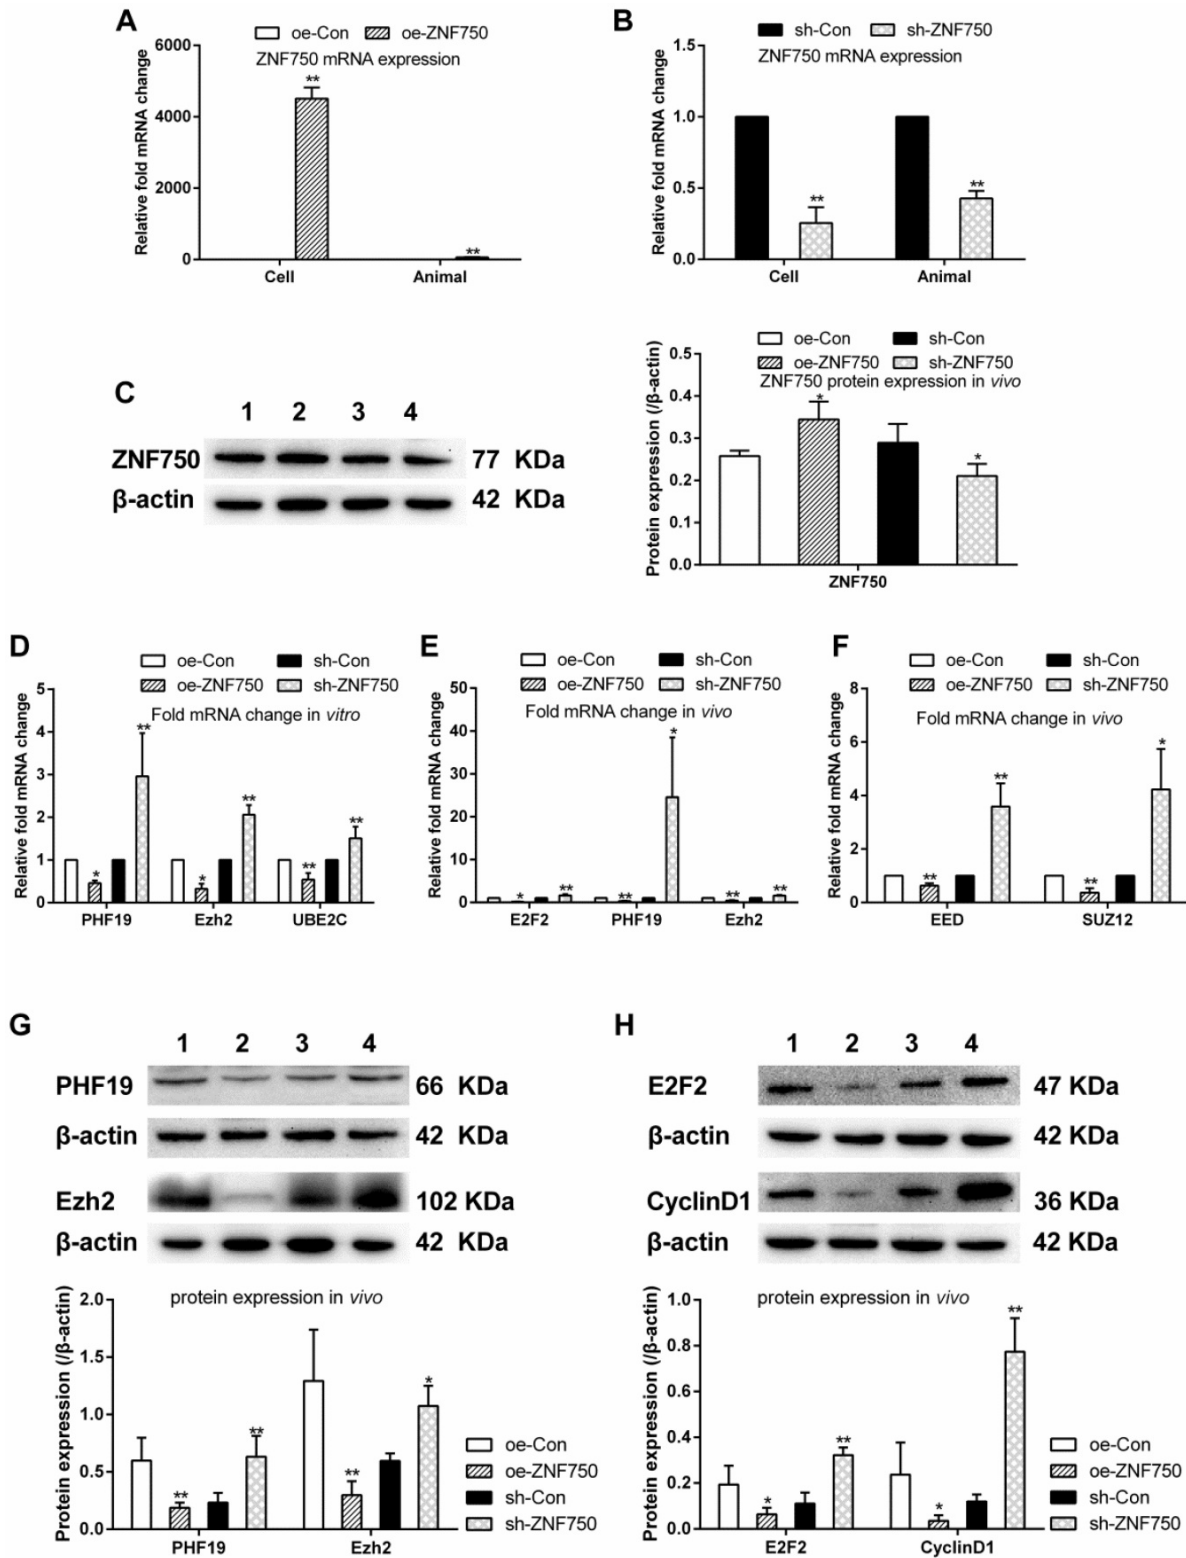 A
oe-Con oe-ZNF750
ZNF750 mRNA expression
Relative fold mRNA change
6000
4000
2000
0
**
**
Cell Animal
B
sh-Con sh-ZNF750
ZNF750 mRNA expression
Relative fold mRNA change
1.5
1.0
0.5
0.0
**
**
Cell Animal
C
1 2 3 4
ZNF750 77 KDa
β-actin 42 KDa
oe-Con sh-Con
oe-ZNF750 sh-ZNF750
ZNF750 protein expression in vivo
Protein expression (/β-actin)
0.5
0.4
0.3
0.2
0.1
0.0
*
*
ZNF750
D
oe-Con sh-Con
oe-ZNF750 sh-ZNF750
Fold mRNA change in vitro
Relative fold mRNA change
5
4
3
2
1
0
* ** * ** ** **
PHF19 Ezh2 UBE2C
E
oe-Con sh-Con
oe-ZNF750 sh-ZNF750
Fold mRNA change in vivo
Relative fold mRNA change
50
40
30
20
10
0
* ** ** * ** **
E2F2 PHF19 Ezh2
F
oe-Con sh-Con
oe-ZNF750 sh-ZNF750
Fold mRNA change in vivo
Relative fold mRNA change
8
6
4
2
0
** ** ** *
EED SUZ12
G
1 2 3 4
PHF19 66 KDa
β-actin 42 KDa
Ezh2 102 KDa
β-actin 42 KDa
protein expression in vivo
Protein expression (/β-actin)
2.0
1.5
1.0
0.5
0.0
** ** ** *
PHF19 Ezh2
oe-Con
oe-ZNF750
sh-Con
sh-ZNF750
H
1 2 3 4
E2F2 47 KDa
β-actin 42 KDa
CyclinD1 36 KDa
β-actin 42 KDa
protein expression in vivo
Protein expression (/β-actin)
1.0
0.8
0.6
0.4
0.2
0.0
* ** * **
E2F2 CyclinD1
oe-Con
oe-ZNF750
sh-Con
sh-ZNF750